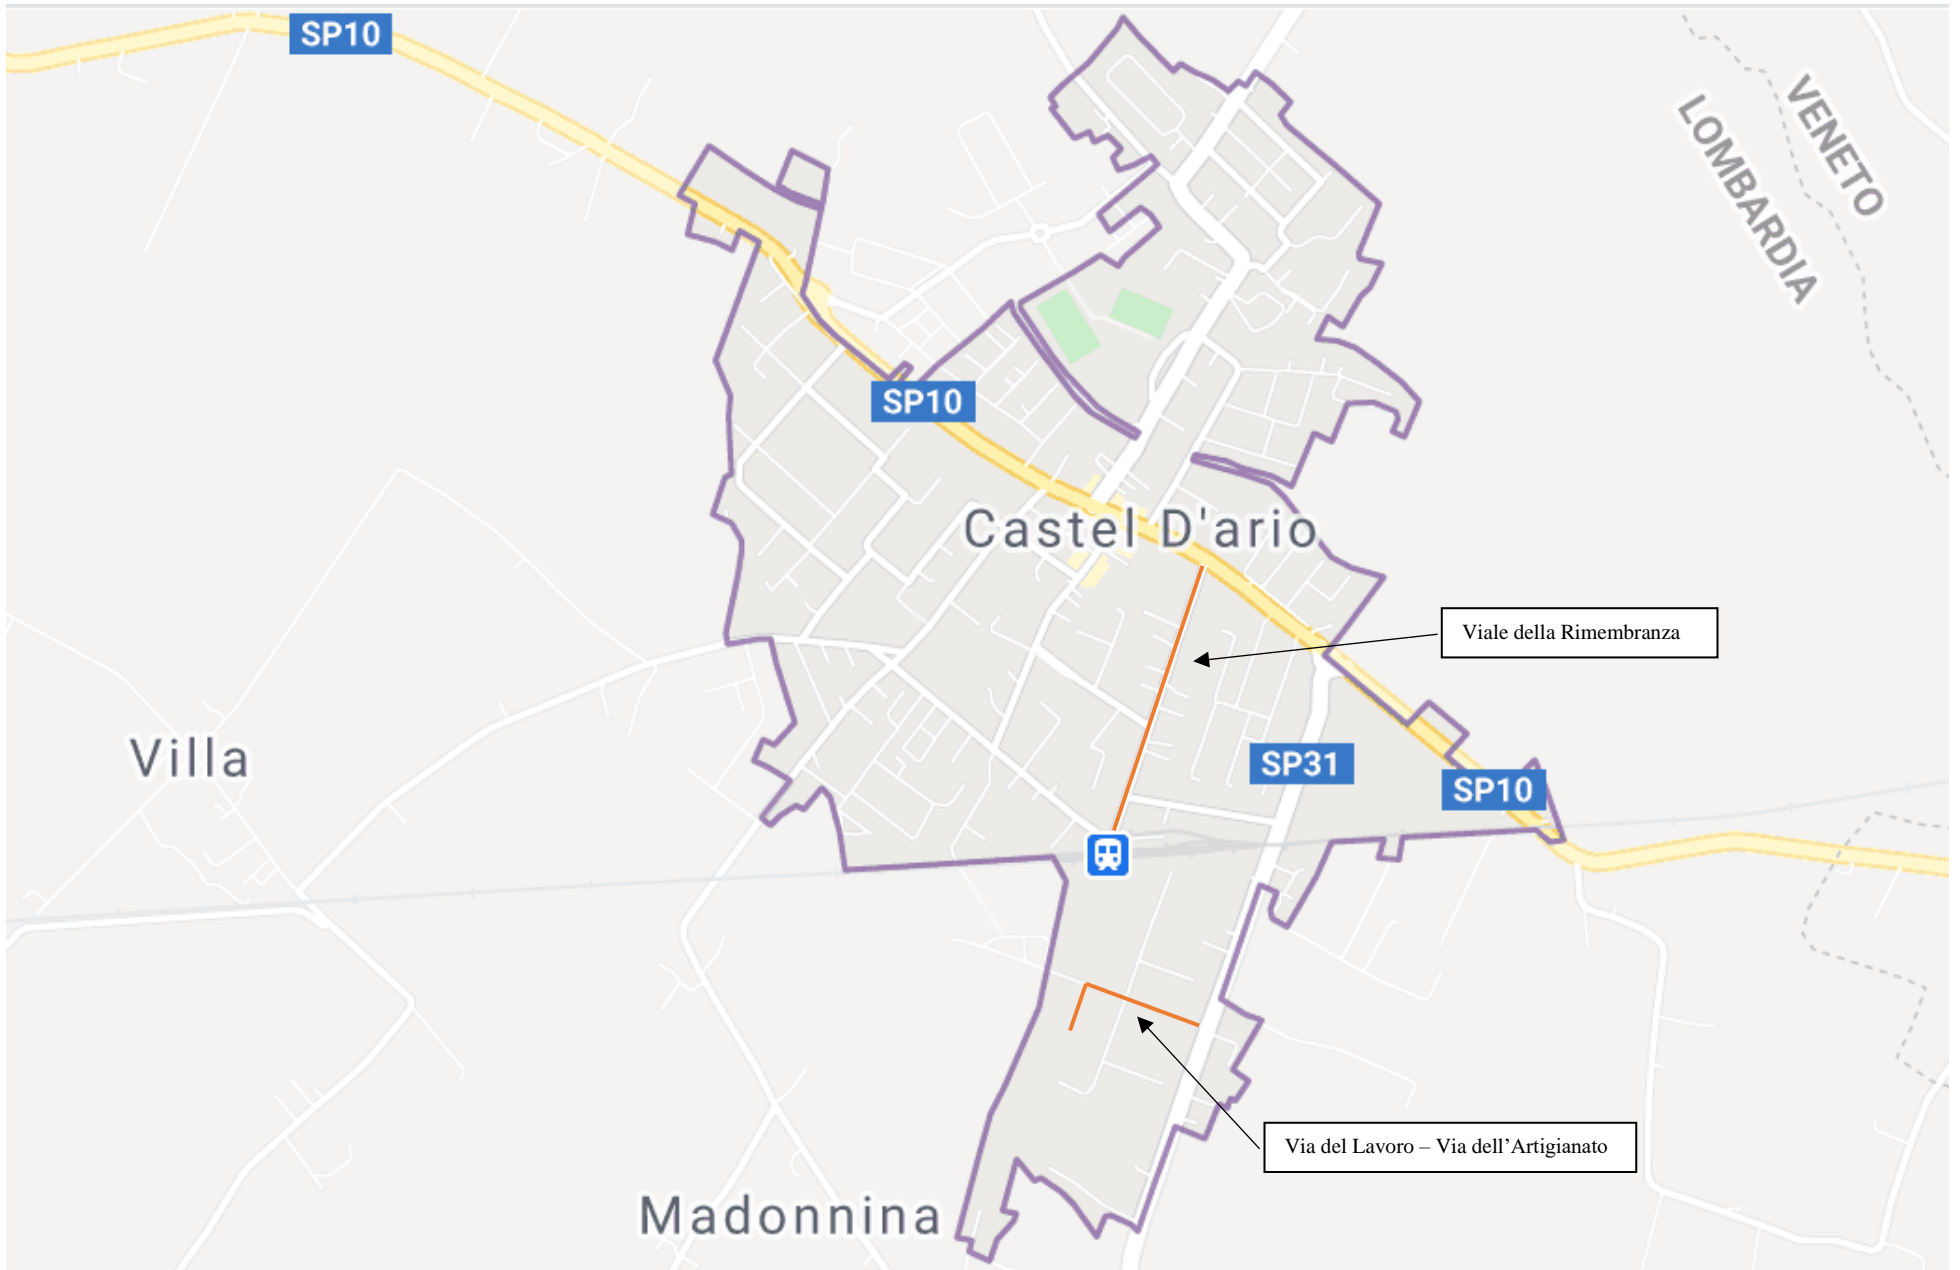 SP10
VENETO
LOMBARDIA
SP10
Castel D'ario
Viale della Rimembranza
Villa
SP31
SP10
Via del Lavoro – Via dell’Artigianato
Madonnina